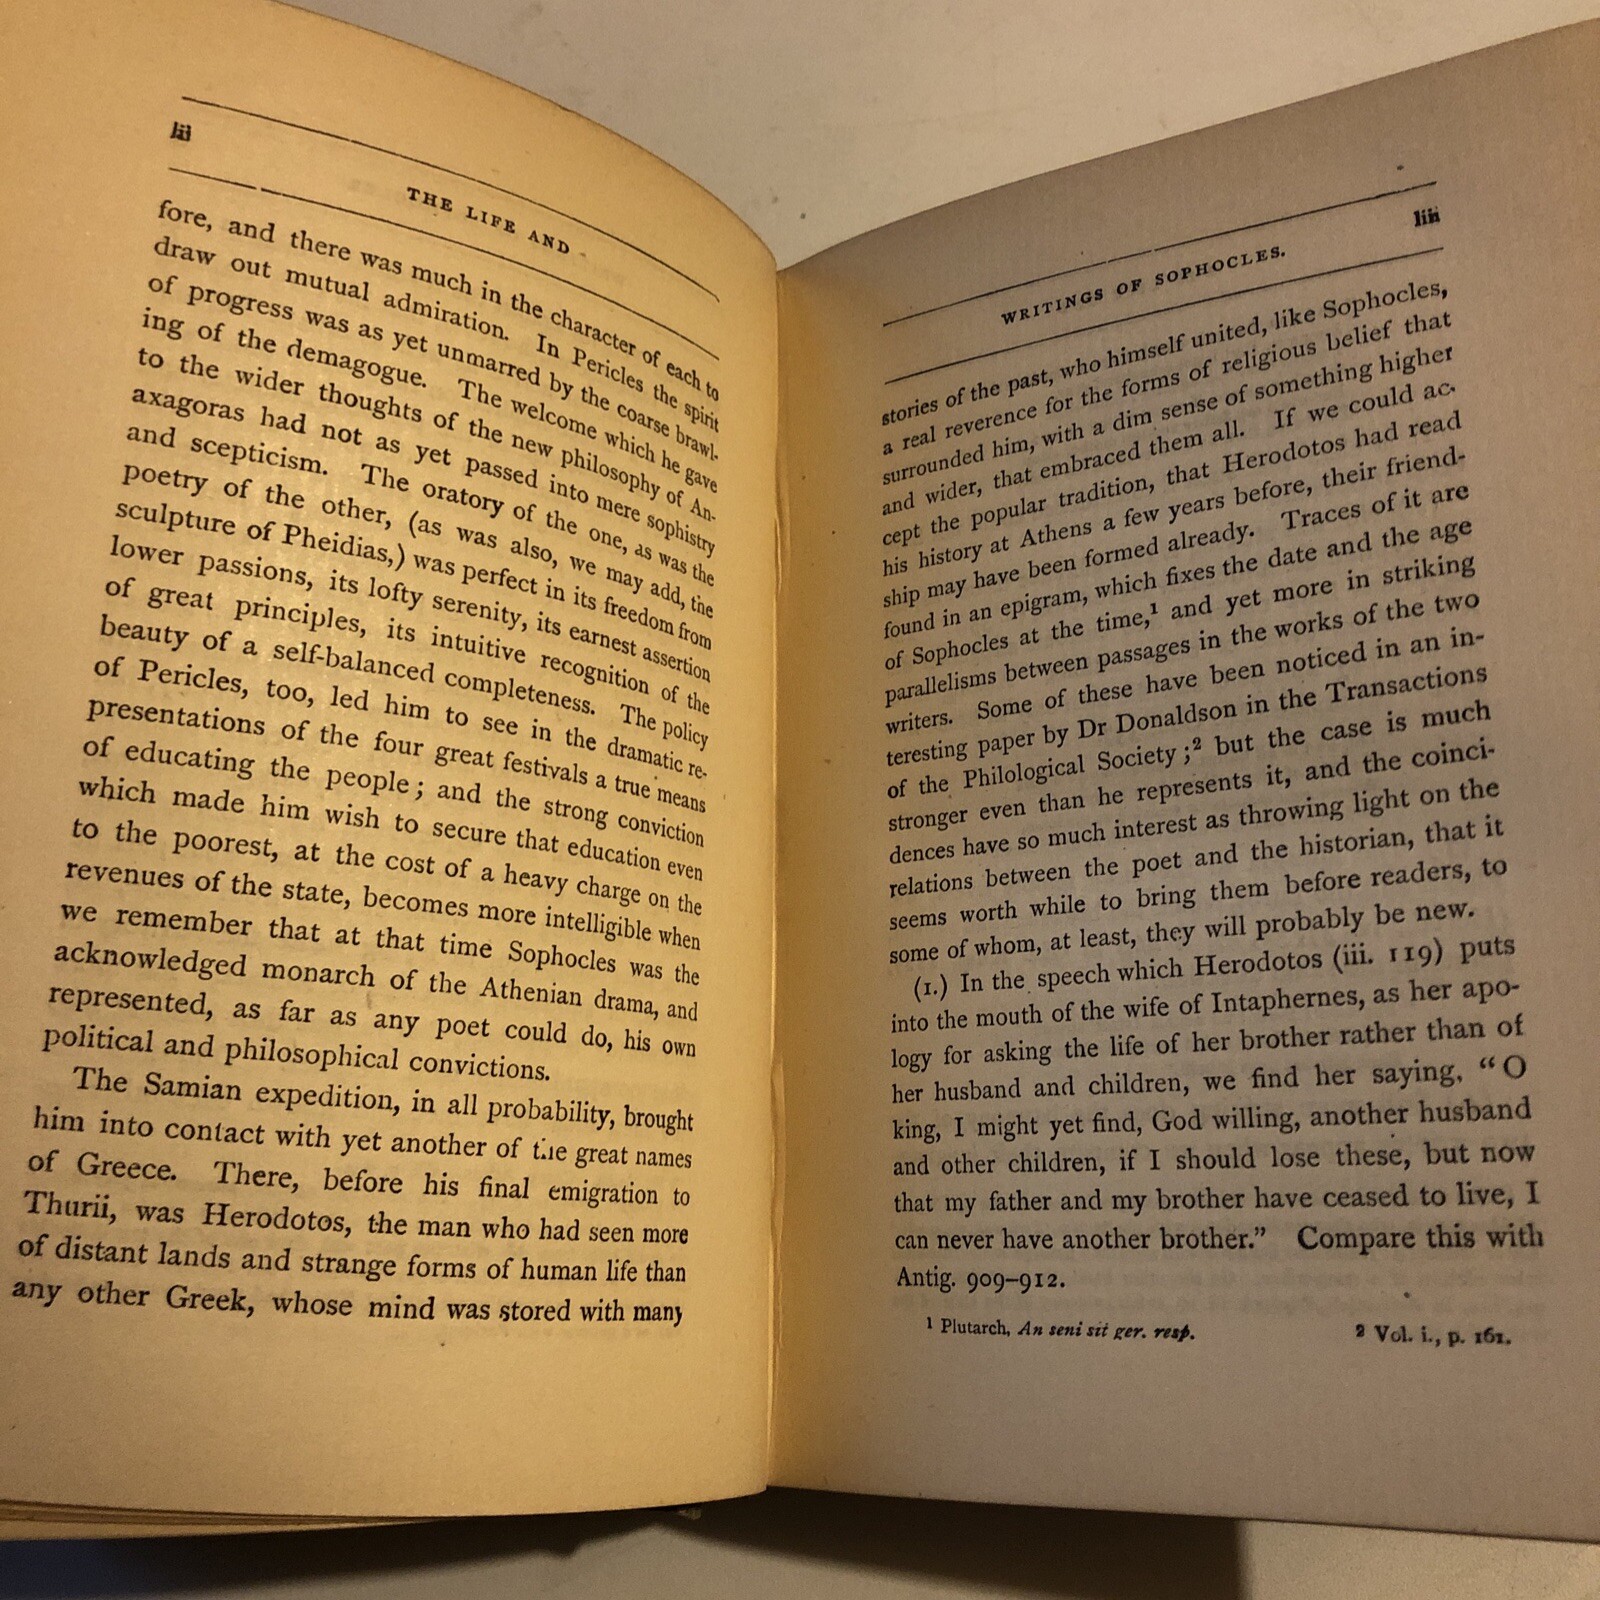 lii
THE LIFE AND
fore, and there was much in the character of each to
draw out mutual admiration. In Pericles the spirit
of progress was as yet unmarred by the coarse brawl-
ing of the demagogue. The welcome which he gave
to the wider thoughts of the new philosophy of An-
axagoras had not as yet passed into mere sophistry
and scepticism. The oratory of the one, as was the
poetry of the other, (as was also, we may add, the
sculpture of Pheidias,) was perfect in its freedom from
lower passions, its lofty serenity, its earnest assertion
of great principles, its intuitive recognition of the
beauty of a self-balanced completeness. The policy
of Pericles, too, led him to see in the dramatic re-
presentations of the four great festivals a true means
of educating the people; and the strong conviction
which made him wish to secure that education even
to the poorest, at the cost of a heavy charge on the
revenues of the state, becomes more intelligible when
we remember that at that time Sophocles was the
acknowledged monarch of the Athenian drama, and
represented, as far as any poet could do, his own
political and philosophical convictions.
The Samian expedition, in all probability, brought
him into contact with yet another of the great names
of Greece. There, before his final emigration to
Thurii, was Herodotos, the man who had seen more
of distant lands and strange forms of human life than
any other Greek, whose mind was stored with many
WRITINGS OF SOPHOCLES.
liii
stories of the past, who himself united, like Sophocles,
a real reverence for the forms of religious belief that
surrounded him, with a dim sense of something higher
and wider, that embraced them all. If we could ac-
cept the popular tradition, that Herodotos had read
his history at Athens a few years before, their friend-
ship may have been formed already. Traces of it are
found in an epigram, which fixes the date and the age
of Sophocles at the time,¹ and yet more in striking
parallelisms between passages in the works of the two
writers. Some of these have been noticed in an in-
teresting paper by Dr Donaldson in the Transactions
of the Philological Society;² but the case is much
stronger even than he represents it, and the coinci-
dences have so much interest as throwing light on the
relations between the poet and the historian, that it
seems worth while to bring them before readers, to
some of whom, at least, they will probably be new.
(1.) In the speech which Herodotos (iii. 119) puts
into the mouth of the wife of Intaphernes, as her apo-
logy for asking the life of her brother rather than of
her husband and children, we find her saying, “O
king, I might yet find, God willing, another husband
and other children, if I should lose these, but now
that my father and my brother have ceased to live, I
can never have another brother.” Compare this with
Antig. 909–912.
¹ Plutarch, An seni sit ger. resp.
² Vol. i., p. 161.